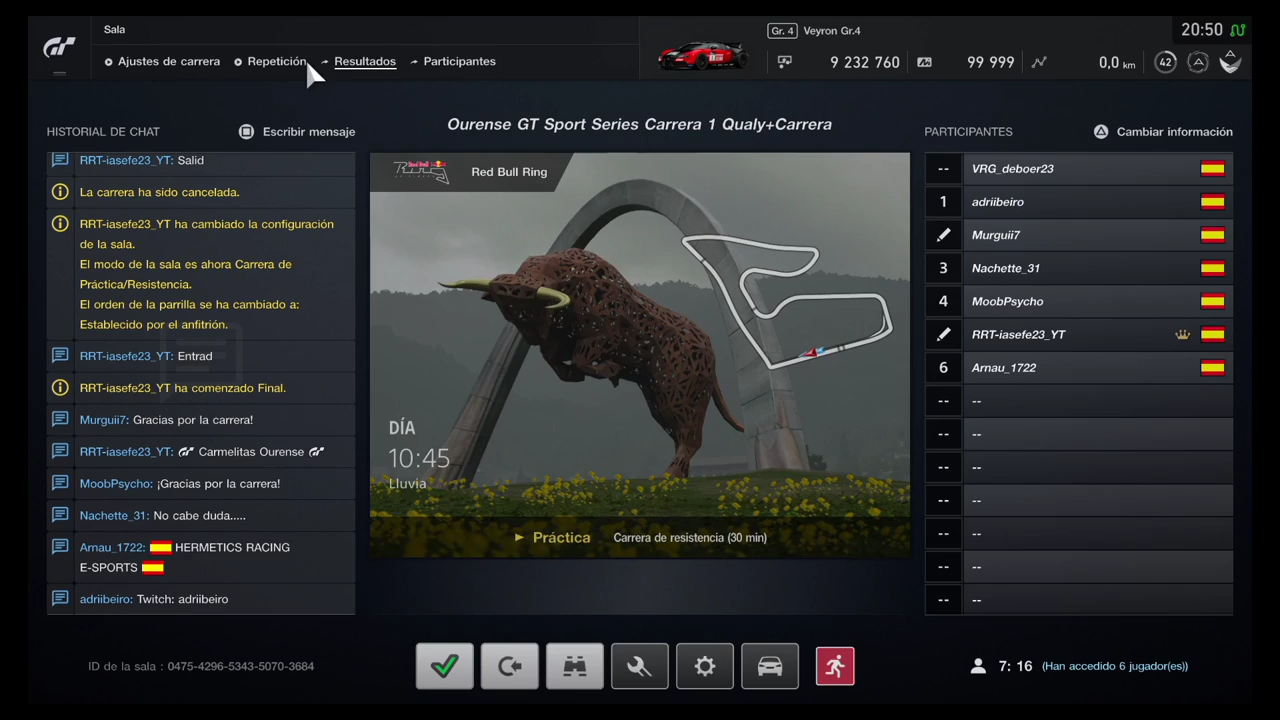 Sala
Ajustes de carrera Repetición Resultados Participantes
Gr. 4 Veyron Gr.4
9 232 760 99 999 0,0 km 42
20:50
HISTORIAL DE CHAT Escribir mensaje
RRT-iasefe23_YT: Salid
La carrera ha sido cancelada.
RRT-iasefe23_YT ha cambiado la configuración
de la sala.
El modo de la sala es ahora Carrera de
Práctica/Resistencia.
El orden de la parrilla se ha cambiado a:
Establecido por el anfitrión.
RRT-iasefe23_YT: Entrad
RRT-iasefe23_YT ha comenzado Final.
Murguii7: Gracias por la carrera!
RRT-iasefe23_YT: Carmelitas Ourense
MoobPsycho: ¡Gracias por la carrera!
Nachette_31: No cabe duda.....
Arnau_1722: HERMETICS RACING
E-SPORTS
adriibeiro: Twitch: adriibeiro
Ourense GT Sport Series Carrera 1 Qualy+Carrera
Red Bull Ring
DÍA
10:45
Lluvia
Práctica Carrera de resistencia (30 min)
PARTICIPANTES Cambiar información
-- VRG_deboer23
1 adriibeiro
Murguii7
3 Nachette_31
4 MoobPsycho
RRT-iasefe23_YT
6 Arnau_1722
-- --
-- --
-- --
-- --
-- --
-- --
-- --
ID de la sala : 0475-4296-5343-5070-3684
7: 16 (Han accedido 6 jugador(es))